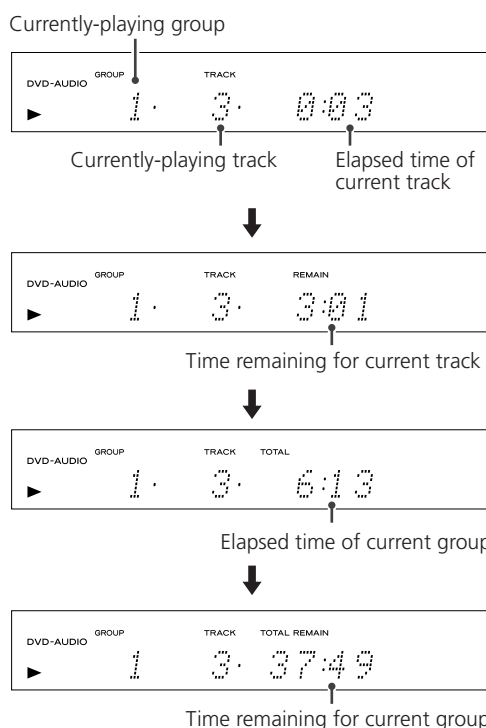 Currently-playing group
DVD-AUDIO GROUP TRACK
1· 3· 0:03
Currently-playing track
Elapsed time of
current track
DVD-AUDIO GROUP TRACK REMAIN
1· 3· 3:01
Time remaining for current track
DVD-AUDIO GROUP TRACK TOTAL
1· 3· 6:13
Elapsed time of current group
DVD-AUDIO GROUP TRACK TOTAL REMAIN
1 3· 37:49
Time remaining for current group